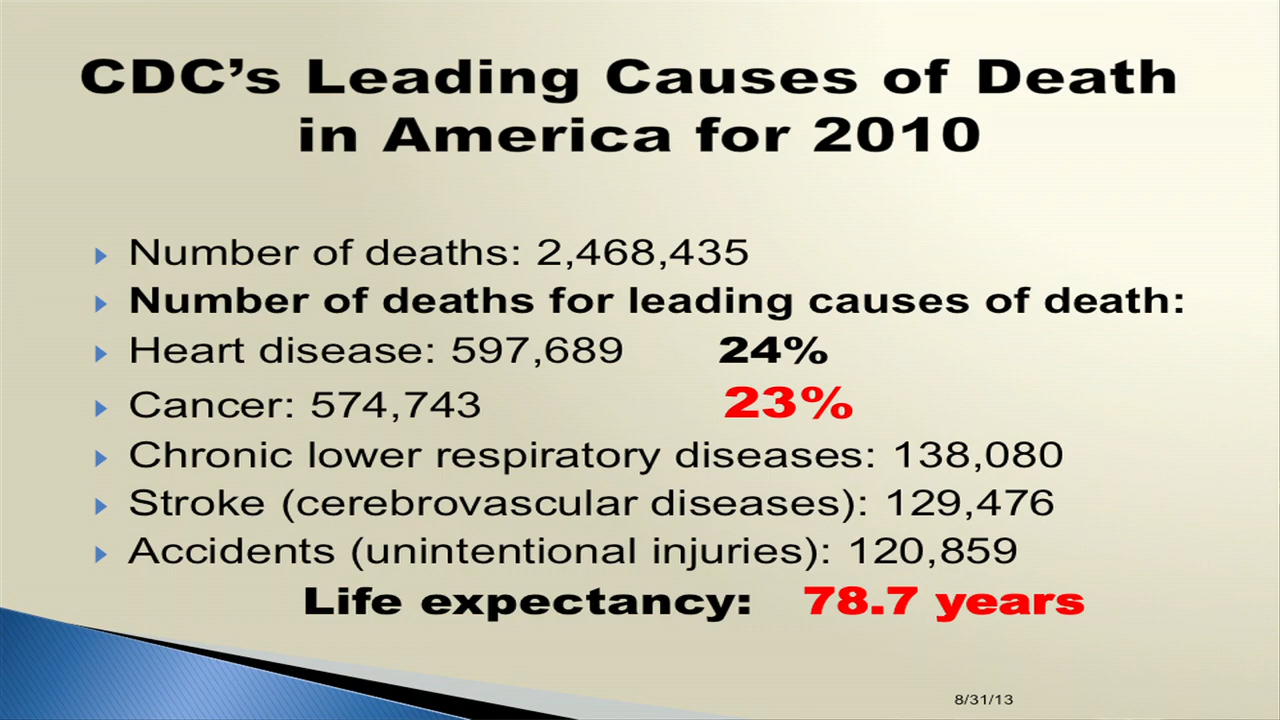 CDC’s Leading Causes of Death
in America for 2010
Number of deaths: 2,468,435
Number of deaths for leading causes of death:
Heart disease: 597,689 24%
Cancer: 574,743 23%
Chronic lower respiratory diseases: 138,080
Stroke (cerebrovascular diseases): 129,476
Accidents (unintentional injuries): 120,859
Life expectancy: 78.7 years
8/31/13